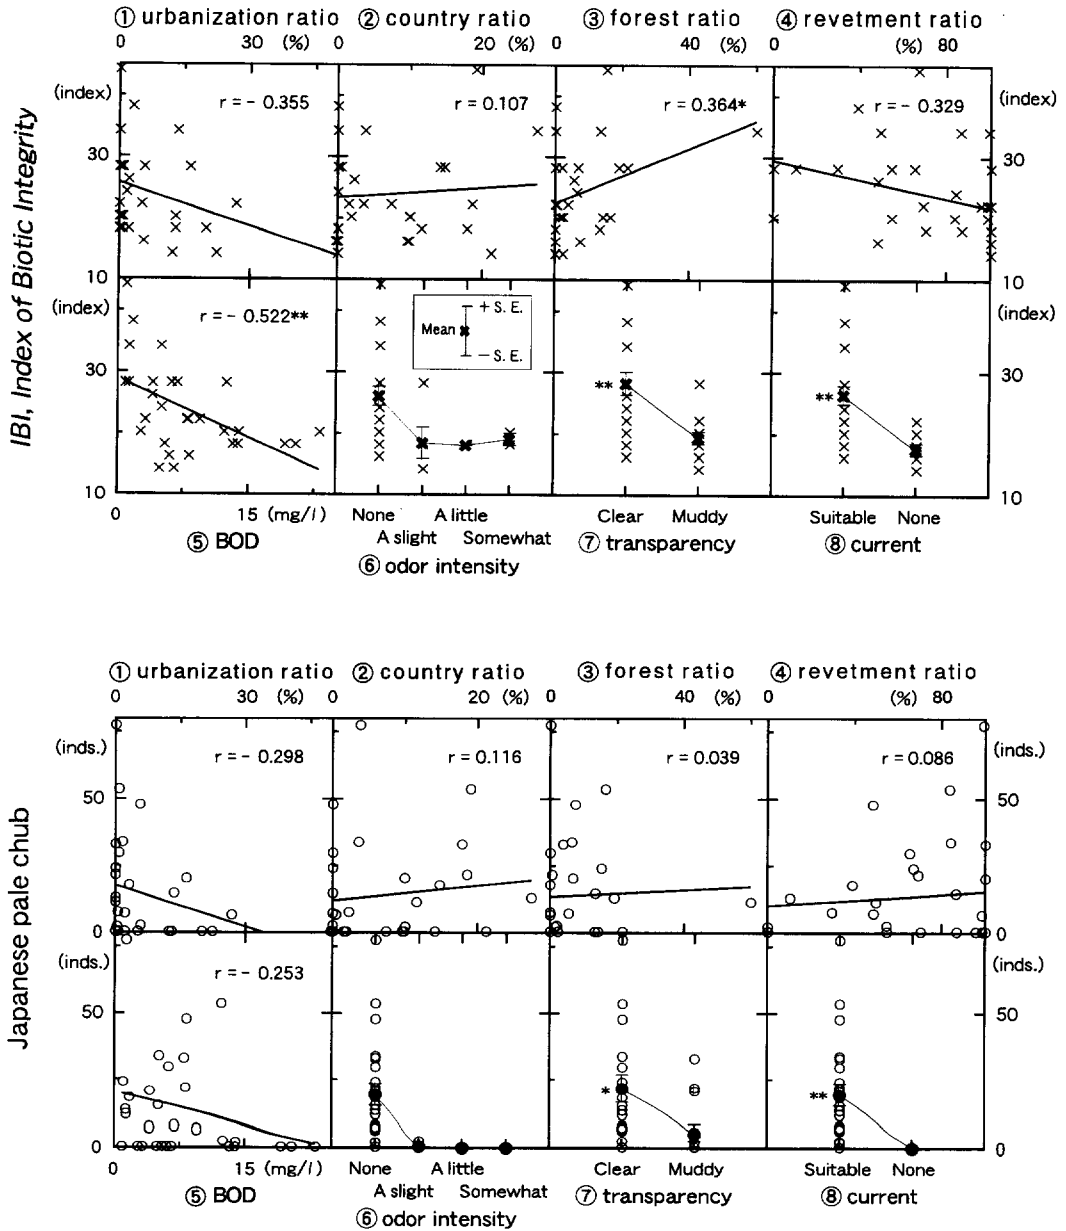 ① urbanization ratio ② country ratio ③ forest ratio ④ revetment ratio
0 30 (%) 0 20 (%) 0 40 (%) 0 (%) 80
(index) r = - 0.355 r = 0.107 r = 0.364* r = - 0.329 (index)
30 30
10 10
(index) r = - 0.522** + S. E. (index)
Mean
- S. E.
30 ** ** 30
10 10
0 15 (mg/l) None A little Clear Muddy Suitable None
A slight Somewhat
⑤ BOD ⑥ odor intensity ⑦ transparency ⑧ current
IBI, Index of Biotic Integrity
① urbanization ratio ② country ratio ③ forest ratio ④ revetment ratio
0 30 (%) 0 20 (%) 0 40 (%) 0 (%) 80
(inds.) r = - 0.298 r = 0.116 r = 0.039 r = 0.086 (inds.)
50 50
0 0
(inds.) r = - 0.253 (inds.)
50 50
* **
0 0
0 15 (mg/l) None A little Clear Muddy Suitable None
A slight Somewhat
⑤ BOD ⑥ odor intensity ⑦ transparency ⑧ current
Japanese pale chub